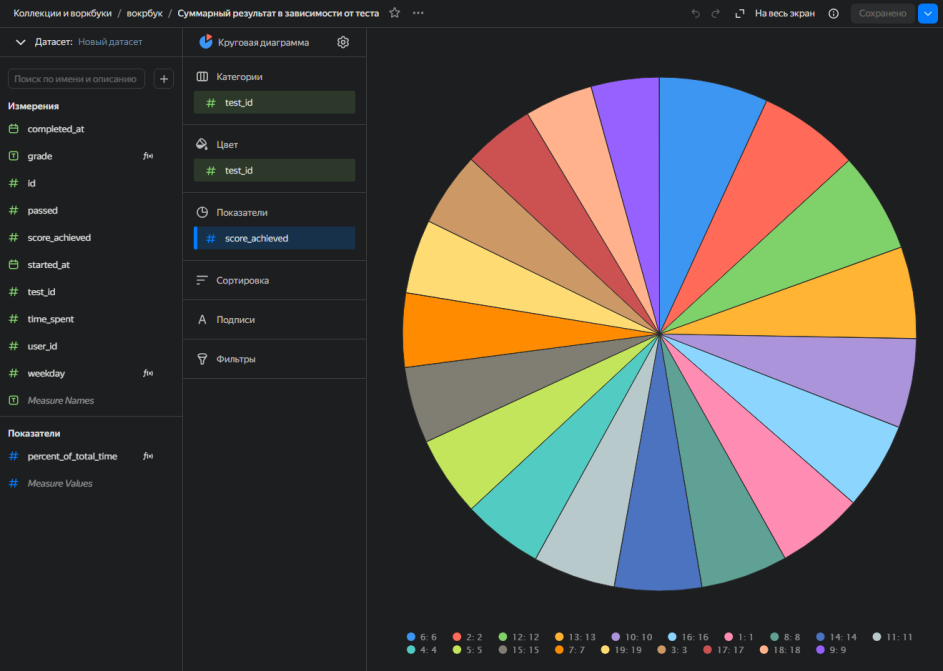 Коллекции и воркбуки / вокрбук / Суммарный результат в зависимости от теста
На весь экран
Сохранено
Датасет: Новый датасет
Поиск по имени и описанию
Измерения
completed_at
grade
id
passed
score_achieved
started_at
test_id
time_spent
user_id
weekday
Measure Names
Показатели
percent_of_total_time
Measure Values
Круговая диаграмма
Категории
test_id
Цвет
test_id
Показатели
score_achieved
Сортировка
Подписи
Фильтры
6: 6 2: 2 12: 12 13: 13 10: 10 16: 16 1: 1 8: 8 14: 14 11: 11
4: 4 5: 5 15: 15 7: 7 19: 19 3: 3 17: 17 18: 18 9: 9